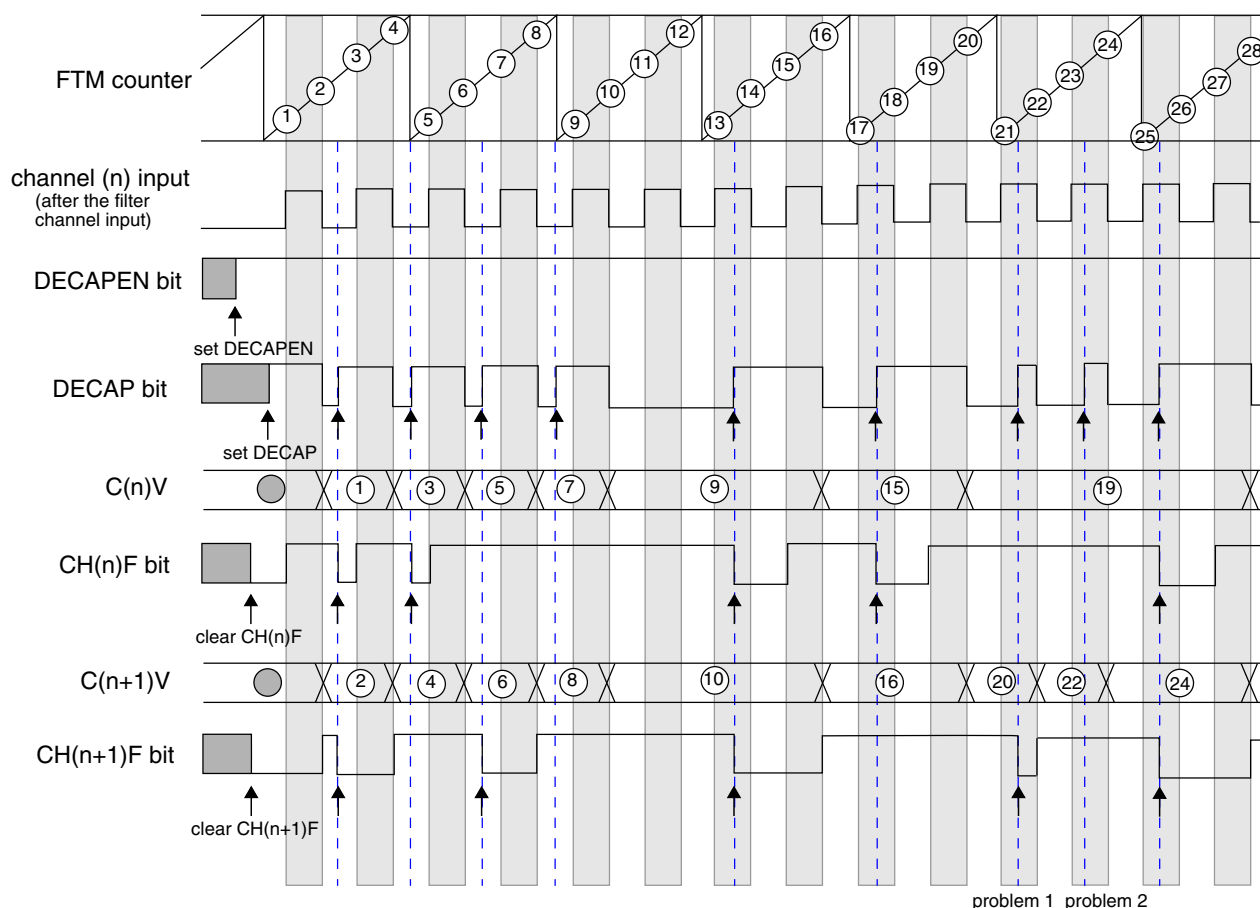 FTM counter
1 2 3 4 5 6 7 8 9 10 11 12 13 14 15 16 17 18 19 20 21 22 23 24 25 26 27 28
channel (n) input
(after the filter
channel input)
DECAPEN bit
set DECAPEN
DECAP bit
set DECAP
C(n)V
1 3 5 7 9 15 19
CH(n)F bit
clear CH(n)F
C(n+1)V
2 4 6 8 10 16 20 22 24
CH(n+1)F bit
clear CH(n+1)F
problem 1 problem 2